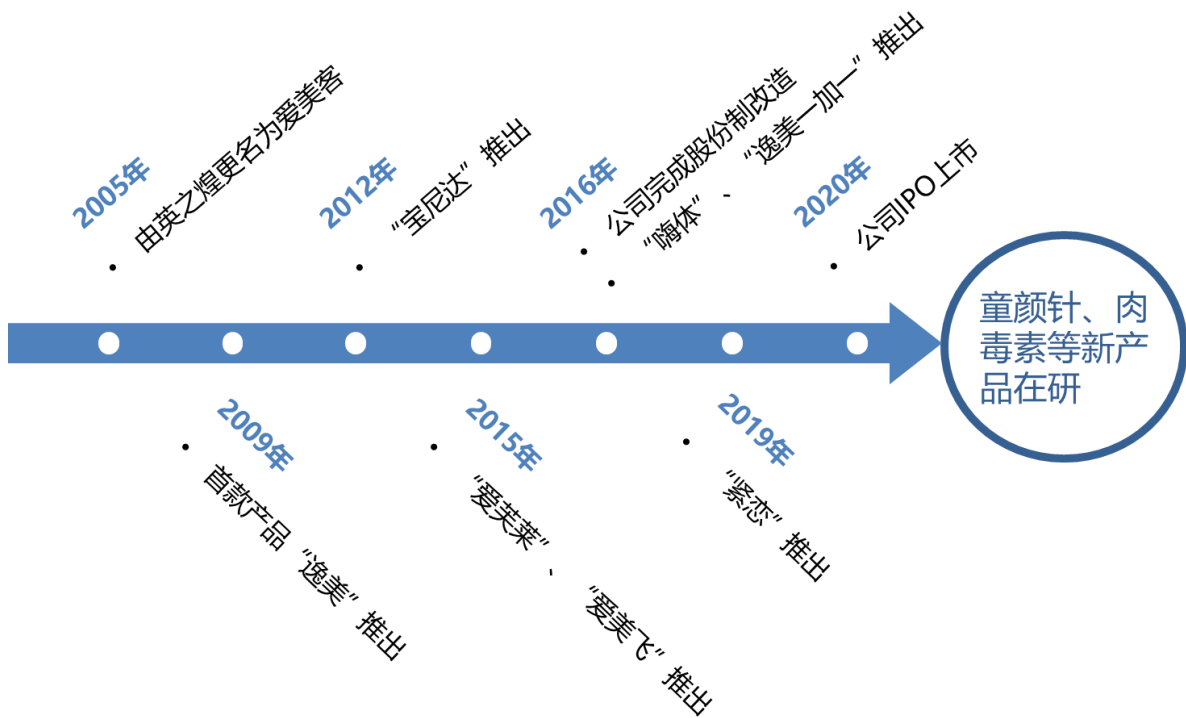 2005年
由英之煌更名为爱美客
2009年
首款产品“逸美”推出
2012年
“宝尼达”推出
2015年
“爱芙莱”、“爱美飞”推出
2016年
公司完成股份制改造
“嗨体”、“逸美一加一”推出
2019年
“紧恋”推出
2020年
公司IPO上市
童颜针、肉
毒素等新产
品在研